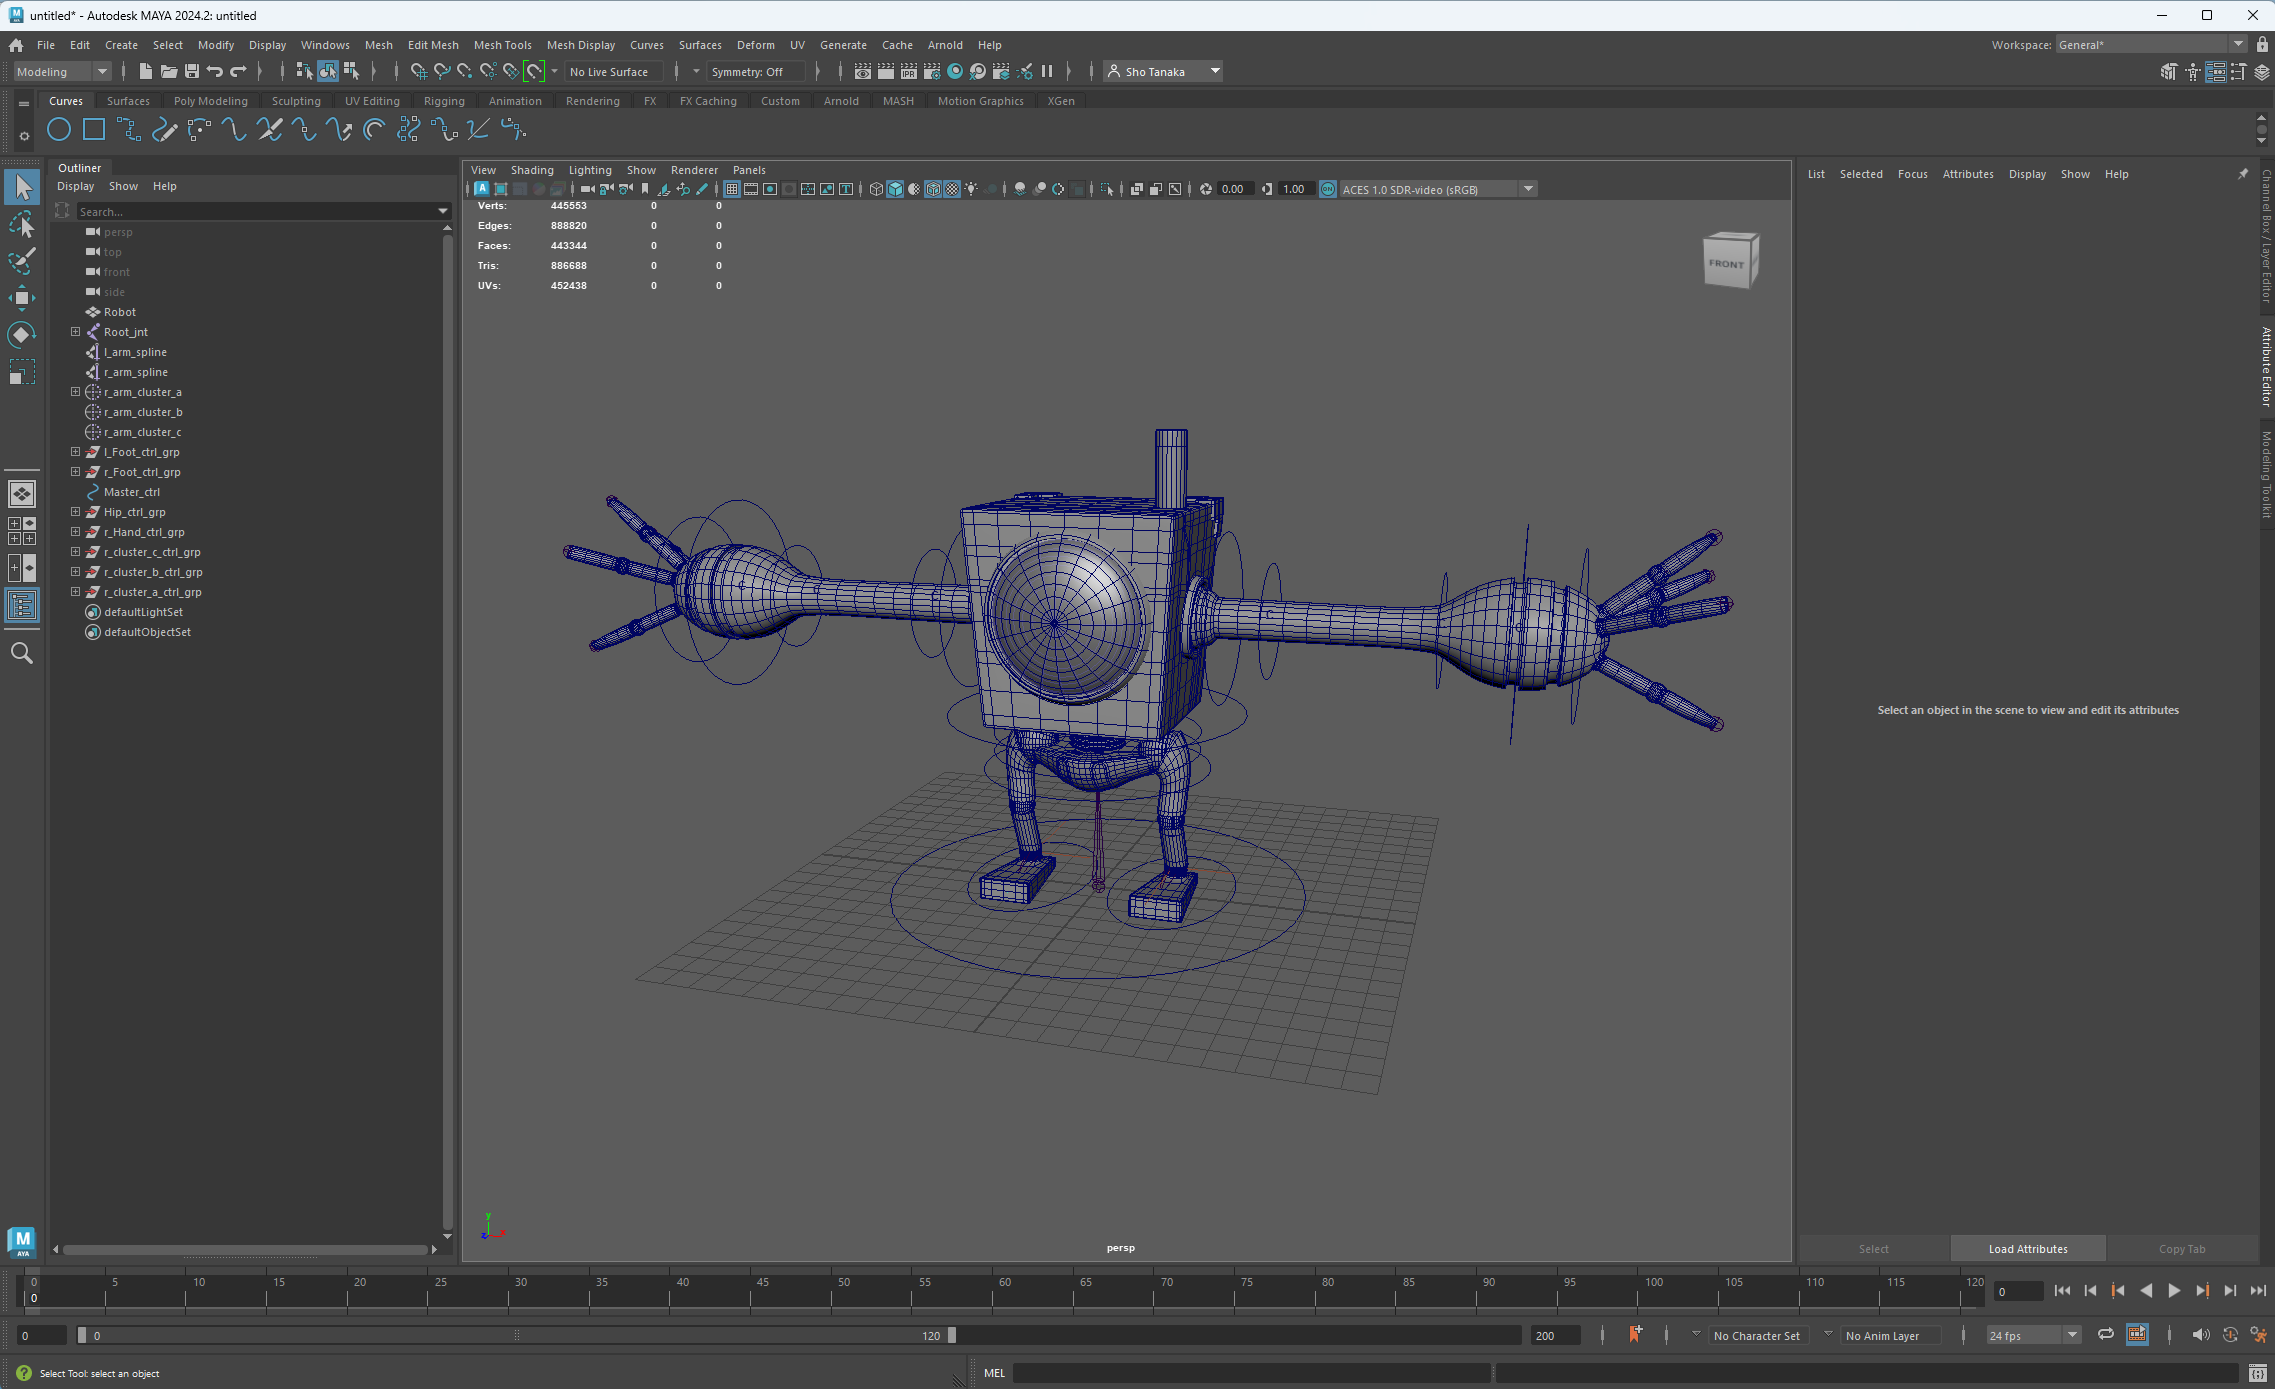 untitled* - Autodesk MAYA 2024.2: untitled
File Edit Create Select Modify Display Windows Mesh Edit Mesh Mesh Tools Mesh Display Curves Surfaces Deform UV Generate Cache Arnold Help
Workspace: General*
Modeling
No Live Surface
Symmetry: Off
IPR
Sho Tanaka
Curves Surfaces Poly Modeling Sculpting UV Editing Rigging Animation Rendering FX FX Caching Custom Arnold MASH Motion Graphics XGen
Outliner
Display Show Help
Search...
persp
top
front
side
Robot
Root_jnt
l_arm_spline
r_arm_spline
r_arm_cluster_a
r_arm_cluster_b
r_arm_cluster_c
l_Foot_ctrl_grp
r_Foot_ctrl_grp
Master_ctrl
Hip_ctrl_grp
r_Hand_ctrl_grp
r_cluster_c_ctrl_grp
r_cluster_b_ctrl_grp
r_cluster_a_ctrl_grp
defaultLightSet
defaultObjectSet
View Shading Lighting Show Renderer Panels
0.00
1.00
ON
ACES 1.0 SDR-video (sRGB)
Verts: 445553 0 0
Edges: 888820 0 0
Faces: 443344 0 0
Tris: 886688 0 0
UVs: 452438 0 0
FRONT
y
z
x
persp
List Selected Focus Attributes Display Show Help
Select an object in the scene to view and edit its attributes
Select
Load Attributes
Copy Tab
Channel Box / Layer Editor
Attribute Editor
Modeling Toolkit
M
AYA
0 5 10 15 20 25 30 35 40 45 50 55 60 65 70 75 80 85 90 95 100 105 110 115 120
0
0
0
0
120
200
No Character Set
No Anim Layer
24 fps
Select Tool: select an object
MEL